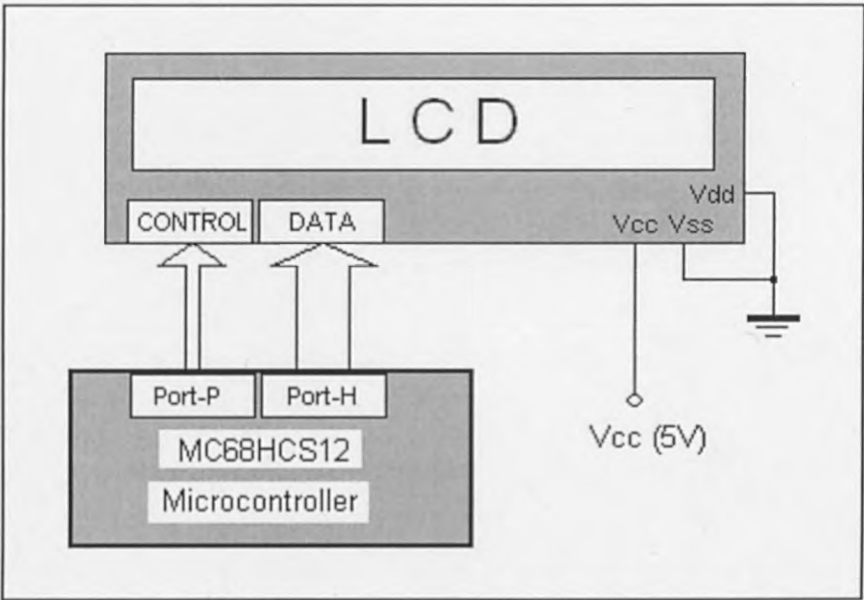 LCD
Vdd
CONTROL DATA Vcc Vss
Port-P Port-H
MC68HCS12
Vcc (5V)
Microcontroller